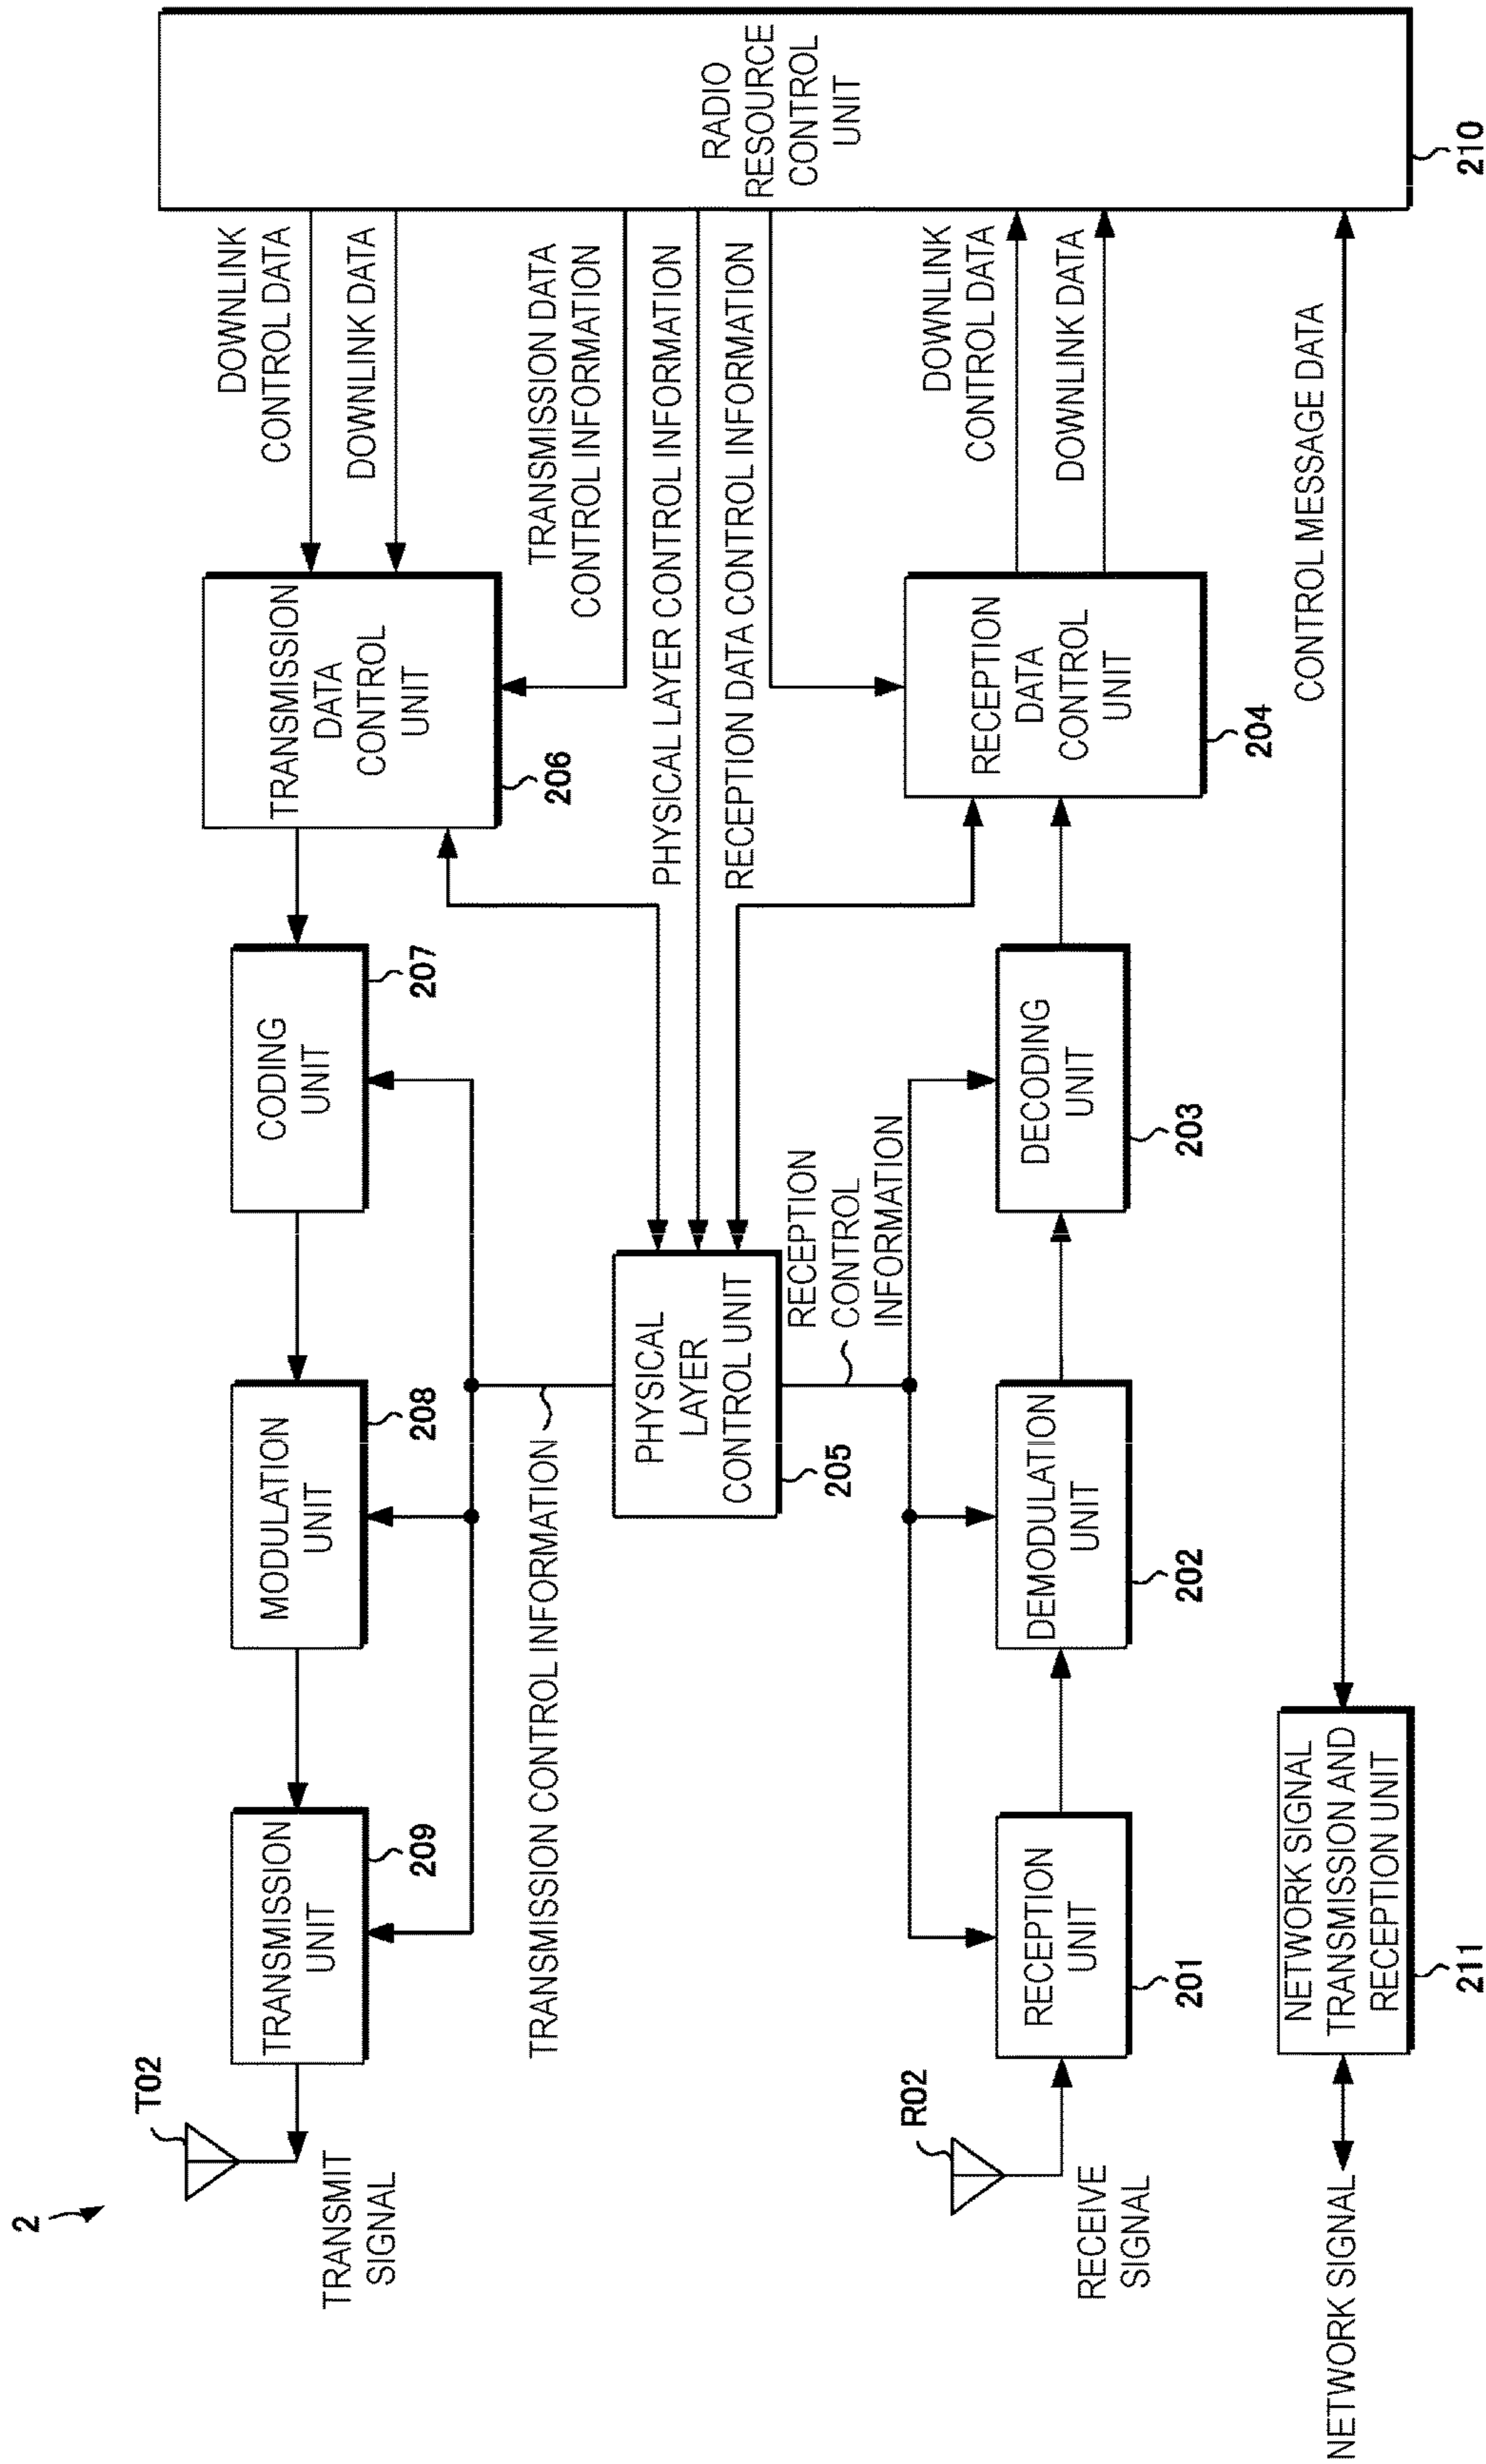 2
T02
TRANSMIT
SIGNAL
TRANSMISSION
UNIT
209
MODULATION
UNIT
208
CODING
UNIT
207
TRANSMISSION
DATA
CONTROL
UNIT
206
DOWNLINK
CONTROL DATA
DOWNLINK DATA
RADIO
RESOURCE
CONTROL
UNIT
210
TRANSMISSION CONTROL INFORMATION
TRANSMISSION DATA
CONTROL INFORMATION
PHYSICAL LAYER CONTROL INFORMATION
RECEPTION DATA CONTROL INFORMATION
PHYSICAL
LAYER
CONTROL UNIT
205
RECEPTION
CONTROL
INFORMATION
R02
RECEIVE
SIGNAL
RECEPTION
UNIT
201
DEMODULATION
UNIT
202
DECODING
UNIT
203
RECEPTION
DATA
CONTROL
UNIT
204
DOWNLINK
CONTROL DATA
DOWNLINK DATA
NETWORK SIGNAL
NETWORK SIGNAL
TRANSMISSION AND
RECEPTION UNIT
211
CONTROL MESSAGE DATA